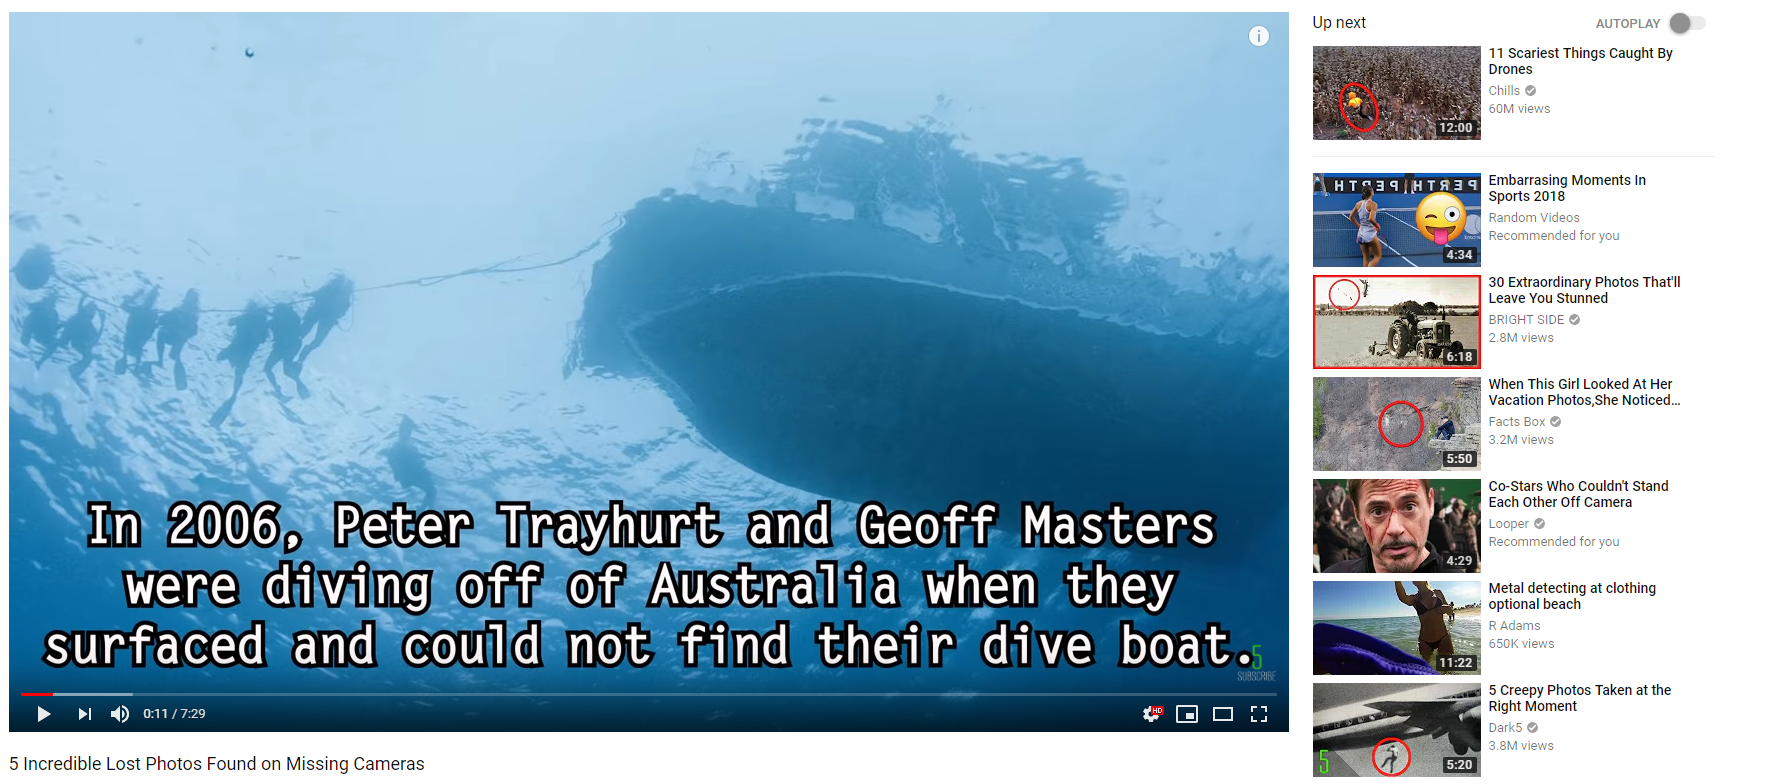 In 2006, Peter Trayhurt and Geoff Masters
were diving off of Australia when they
surfaced and could not find their dive boat.
5
SUBSCRIBE
0:11 / 7:29
HD
5 Incredible Lost Photos Found on Missing Cameras
Up next
AUTOPLAY
11 Scariest Things Caught By
Drones
Chills
60M views
12:00
PERTH
Embarrasing Moments In
Sports 2018
Random Videos
Recommended for you
4:34
30 Extraordinary Photos That'll
Leave You Stunned
BRIGHT SIDE
2.8M views
6:18
When This Girl Looked At Her
Vacation Photos,She Noticed...
Facts Box
3.2M views
5:50
Co-Stars Who Couldn't Stand
Each Other Off Camera
Looper
Recommended for you
4:29
Metal detecting at clothing
optional beach
R Adams
650K views
11:22
5 Creepy Photos Taken at the
Right Moment
Dark5
3.8M views
5
5:20